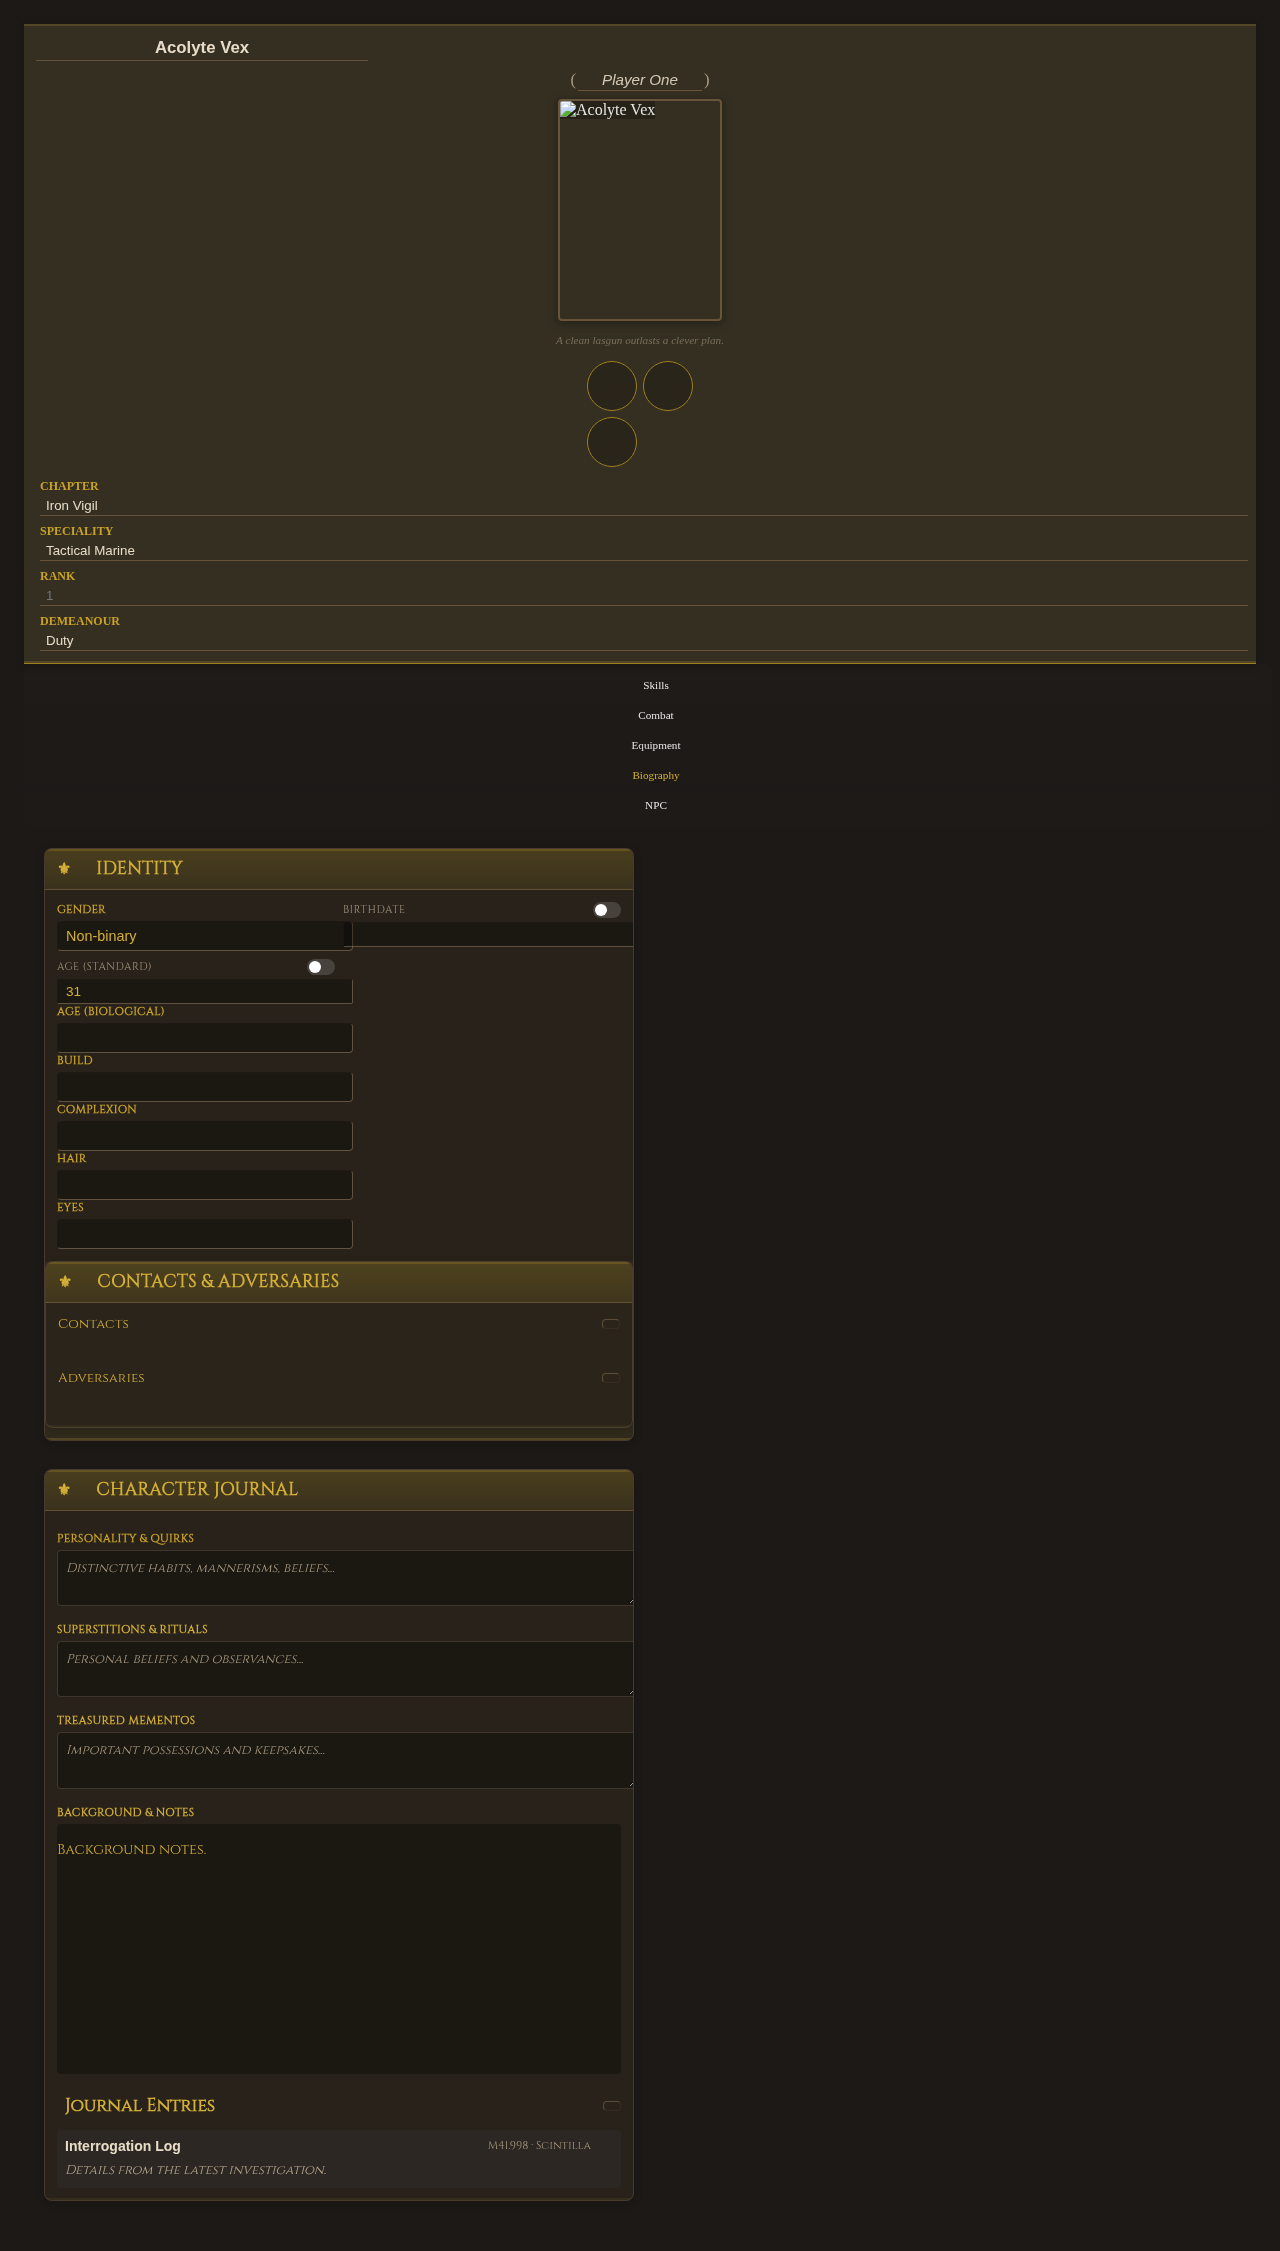 Acolyte Vex
( Player One )
Acolyte Vex
A clean lasgun outlasts a clever plan.
CHAPTER
Iron Vigil
SPECIALITY
Tactical Marine
RANK
1
DEMEANOUR
Duty
Skills
Combat
Equipment
Biography
NPC
⚜ IDENTITY
GENDER
Non-binary
BIRTHDATE
AGE (STANDARD)
31
AGE (BIOLOGICAL)
BUILD
COMPLEXION
HAIR
EYES
⚜ CONTACTS & ADVERSARIES
Contacts
Adversaries
⚜ CHARACTER JOURNAL
PERSONALITY & QUIRKS
Distinctive habits, mannerisms, beliefs...
SUPERSTITIONS & RITUALS
Personal beliefs and observances...
TREASURED MEMENTOS
Important possessions and keepsakes...
BACKGROUND & NOTES
Background notes.
Journal Entries
Interrogation Log
M41.998 · Scintilla
Details from the latest investigation.